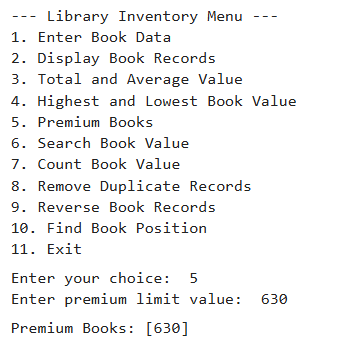 --- Library Inventory Menu ---
1. Enter Book Data
2. Display Book Records
3. Total and Average Value
4. Highest and Lowest Book Value
5. Premium Books
6. Search Book Value
7. Count Book Value
8. Remove Duplicate Records
9. Reverse Book Records
10. Find Book Position
11. Exit
Enter your choice:  5
Enter premium limit value:  630
Premium Books: [630]